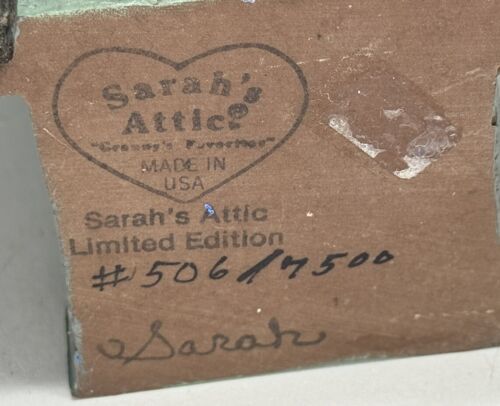 Sarah's
Attic®
"Granny's Favorites"
MADE IN
USA
Sarah's Attic
Limited Edition
#506/7500
Sarah